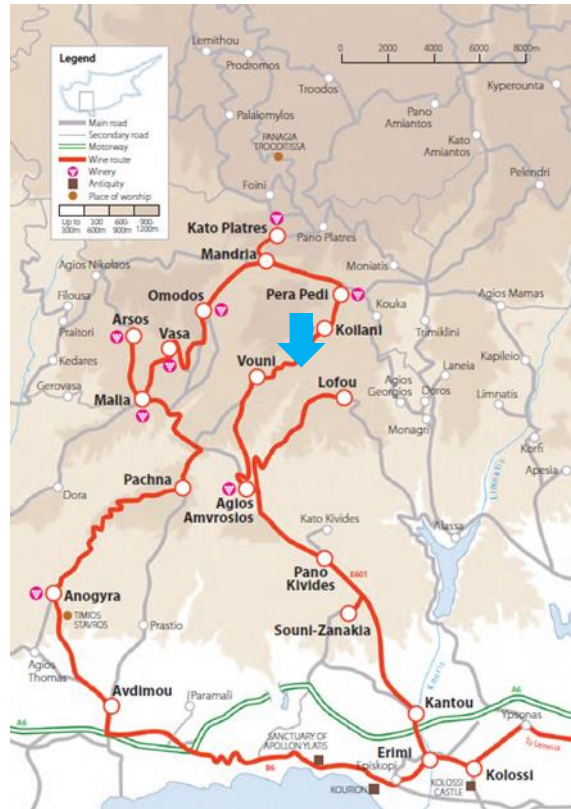 Lemithou
Prodromos
Troodos
0 2000 4000 6000 8000m
Kyperounta
Legend
Main road
Secondary road
Motorway
Wine route
Winery
Antiquity
Place of worship
Up to 300m
300-600m
600-900m
900-1200m
Palaiomylos
Pano
Amiantos
PANAGIA
TROODITISSA
Kato
Amiantos
Pelendri
Foini
Kato Platres
Pano Platres
Mandria
Agios Nikolaos
Moniatis
Filousa
Omodos
Pera Pedi
Agios Mamas
Arsos
Kouka
Praitori
Vasa
Koilani
Trimiklini
Kedares
Vouni
Laneia
Kapileio
Gerovasa
Lofou
Agios
Georgios
Doros
Limnatis
Malia
Monagri
Korfi
Limnatis
Apesia
Pachna
Dora
Agios
Amvrosios
Kato Kivides
Alassa
Pano
Kivides
E601
Anogyra
TIMIOS
STAVROS
Souni-Zanakia
Prastio
Kouris
Agios
Thomas
Avdimou
Paramali
Kantou
A6
A6
Ypsonas
SANCTUARY OF
APOLLON YLATIS
To Lemesos
Erimi
B6
Episkopi
Kolossi
KOURION
KOLOSSI
CASTLE